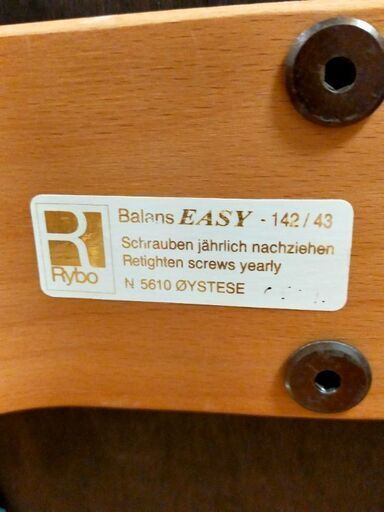 R
Rybo
Balans EASY - 142 / 43
Schrauben jährlich nachziehen
Retighten screws yearly
N 5610 ØYSTESE